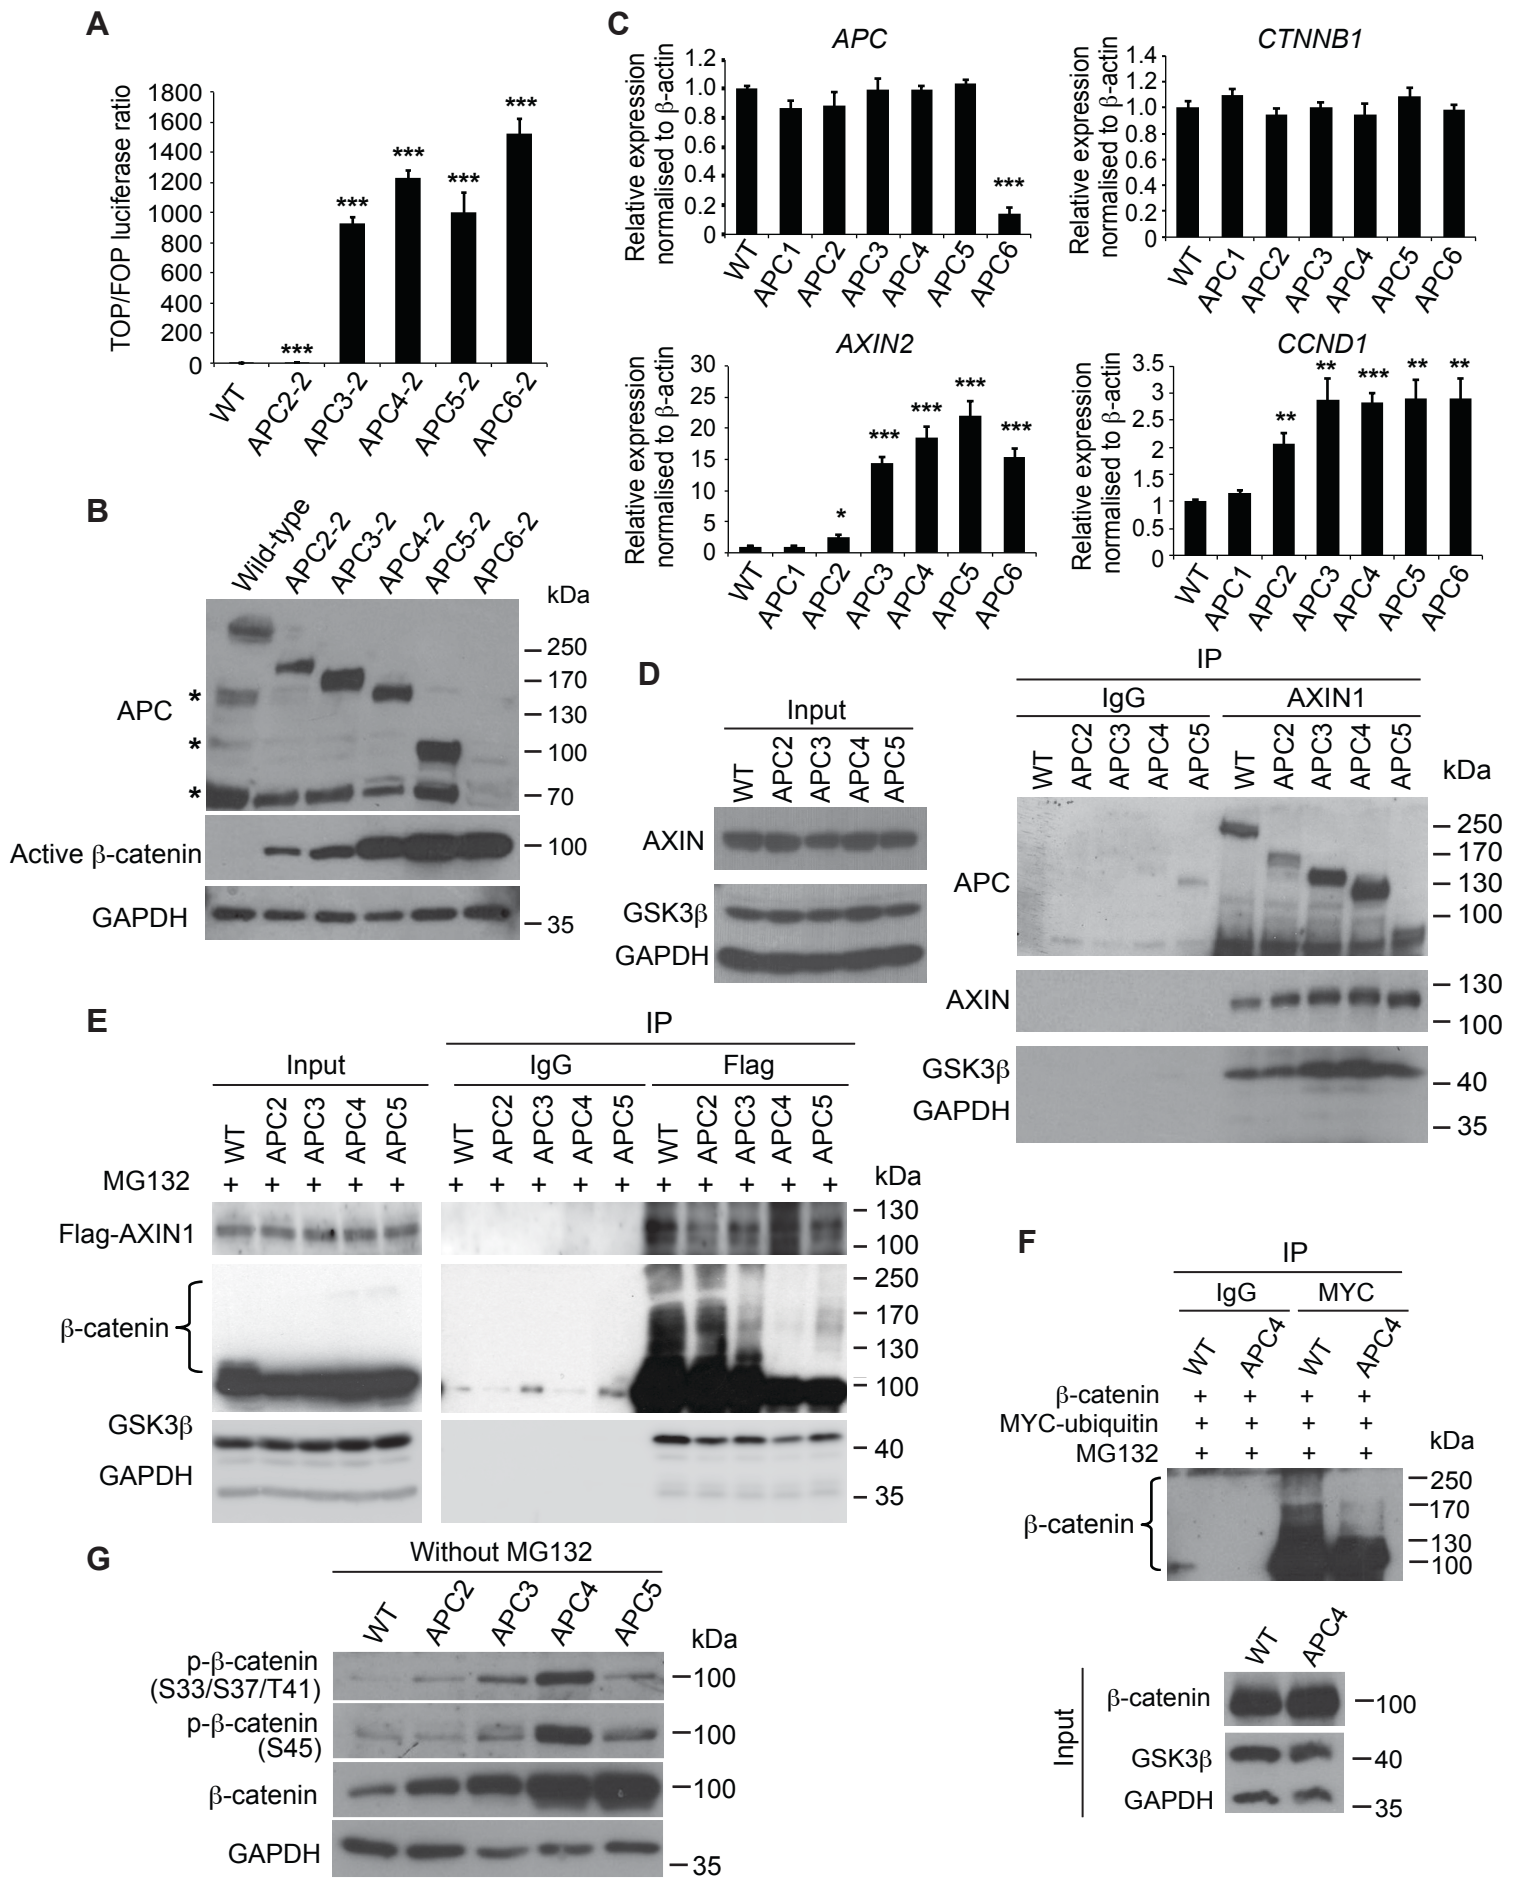 A
TOP/FOP luciferase ratio
1800
1600
1400
1200
1000
800
600
400
200
0
***
***
***
***
***
WT
APC2-2
APC3-2
APC4-2
APC5-2
APC6-2
B
Wild-type
APC2-2
APC3-2
APC4-2
APC5-2
APC6-2
kDa
250
170
130
100
70
APC
*
*
*
Active β-catenin
100
GAPDH
35
C
APC
Relative expression
normalised to β-actin
1.2
1.0
0.8
0.6
0.4
0.2
0
***
WT
APC1
APC2
APC3
APC4
APC5
APC6
CTNNB1
Relative expression
normalised to β-actin
1.4
1.2
1.0
0.8
0.6
0.4
0.2
0
WT
APC1
APC2
APC3
APC4
APC5
APC6
AXIN2
Relative expression
normalised to β-actin
30
25
20
15
10
5
0
*
***
***
***
***
WT
APC1
APC2
APC3
APC4
APC5
APC6
CCND1
Relative expression
normalised to β-actin
3.5
3
2.5
2
1.5
1
0.5
0
**
**
***
**
**
WT
APC1
APC2
APC3
APC4
APC5
APC6
D
Input
WT
APC2
APC3
APC4
APC5
AXIN
GSK3β
GAPDH
IP
IgG
AXIN1
WT
APC2
APC3
APC4
APC5
WT
APC2
APC3
APC4
APC5
kDa
APC
250
170
130
100
AXIN
130
100
GSK3β
GAPDH
40
35
E
IP
Input
IgG
Flag
WT
APC2
APC3
APC4
APC5
WT
APC2
APC3
APC4
APC5
WT
APC2
APC3
APC4
APC5
kDa
MG132 + + + + + + + + + + + + + + +
Flag-AXIN1
130
100
β-catenin
250
170
130
100
GSK3β
GAPDH
40
35
F
IP
IgG
MYC
WT
APC4
WT
APC4
β-catenin + + + +
MYC-ubiquitin + + + +
MG132 + + + +
kDa
β-catenin
250
170
130
100
WT
APC4
Input
β-catenin
100
GSK3β
40
GAPDH
35
G
Without MG132
WT
APC2
APC3
APC4
APC5
kDa
p-β-catenin
(S33/S37/T41)
100
p-β-catenin
(S45)
100
β-catenin
100
GAPDH
35